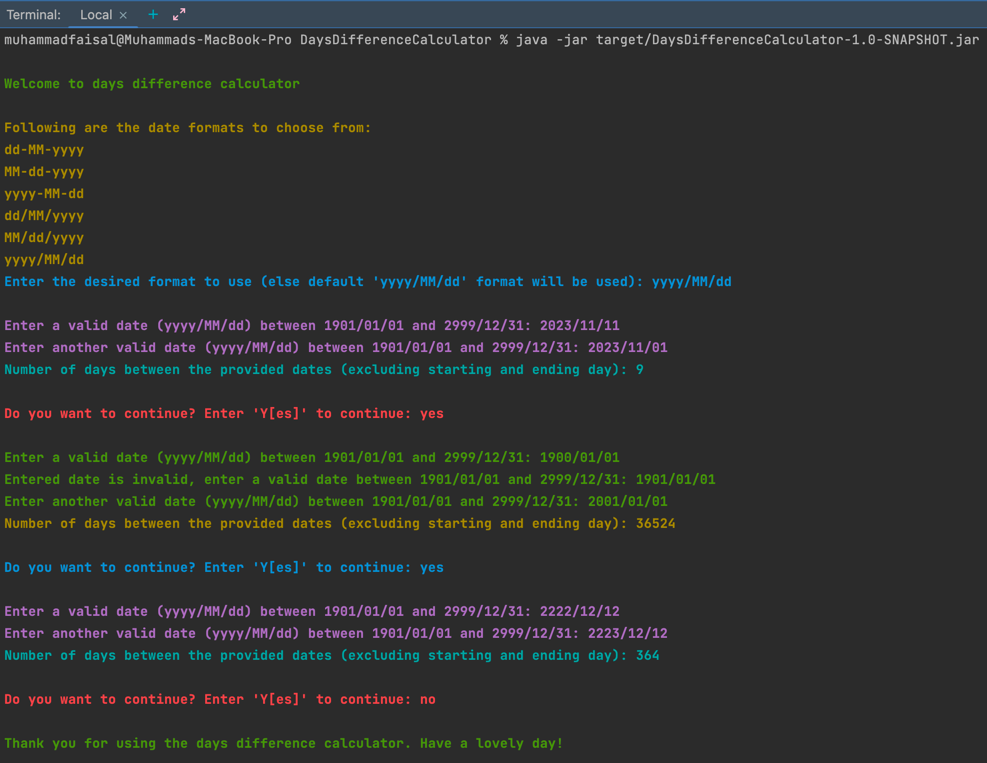 Terminal: Local × +
muhammadfaisal@Muhammads-MacBook-Pro DaysDifferenceCalculator % java -jar target/DaysDifferenceCalculator-1.0-SNAPSHOT.jar
Welcome to days difference calculator
Following are the date formats to choose from:
dd-MM-yyyy
MM-dd-yyyy
yyyy-MM-dd
dd/MM/yyyy
MM/dd/yyyy
yyyy/MM/dd
Enter the desired format to use (else default 'yyyy/MM/dd' format will be used): yyyy/MM/dd
Enter a valid date (yyyy/MM/dd) between 1901/01/01 and 2999/12/31: 2023/11/11
Enter another valid date (yyyy/MM/dd) between 1901/01/01 and 2999/12/31: 2023/11/01
Number of days between the provided dates (excluding starting and ending day): 9
Do you want to continue? Enter 'Y[es]' to continue: yes
Enter a valid date (yyyy/MM/dd) between 1901/01/01 and 2999/12/31: 1900/01/01
Entered date is invalid, enter a valid date between 1901/01/01 and 2999/12/31: 1901/01/01
Enter another valid date (yyyy/MM/dd) between 1901/01/01 and 2999/12/31: 2001/01/01
Number of days between the provided dates (excluding starting and ending day): 36524
Do you want to continue? Enter 'Y[es]' to continue: yes
Enter a valid date (yyyy/MM/dd) between 1901/01/01 and 2999/12/31: 2222/12/12
Enter another valid date (yyyy/MM/dd) between 1901/01/01 and 2999/12/31: 2223/12/12
Number of days between the provided dates (excluding starting and ending day): 364
Do you want to continue? Enter 'Y[es]' to continue: no
Thank you for using the days difference calculator. Have a lovely day!